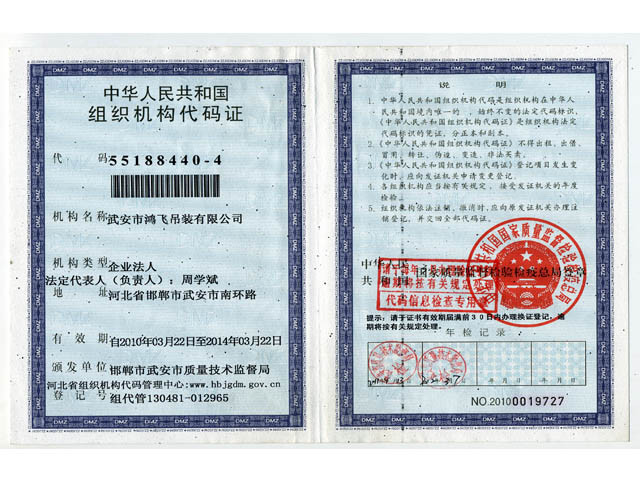 中华人民共和国
组织机构代码证
代 码 55188440-4
机构名称 武安市鸿飞吊装有限公司
机构类型 企业法人
法定代表人（负责人）：周学斌
地 址 河北省邯郸市武安市南环路
有 效 期 自2010年03月22日至2014年03月22日
颁发单位 邯郸市武安市质量技术监督局
河北省组织机构代码管理中心:www.hbjgdm.gov.cn
登 记 号 组代管130481-012965
说 明
1. 中华人民共和国组织机构代码是组织机构在中华人
民共和国境内唯一的、始终不变的法定代码标识，
《中华人民共和国组织机构代码证》是组织机构法定
代码标识的凭证，分正本和副本。
2. 《中华人民共和国组织机构代码证》不得出租、出借、
冒用、转让、伪造、变造、非法买卖。
3. 《中华人民共和国组织机构代码证》登记项目发生变
化时，应向发证机关申请变更登记。
4. 各组织机构应当按有关规定，接受发证机关的年度
检验。
5. 组织机构依法注销、撤消时，应向原发证机关办理注
销登记，并交回全部代码证。
中华人民
共和国 国家质量监督检验检疫总局签章
期将按有关规定处理
代码信息检索专用
提示：请于证书有效期届满前30日内办理换证登记，逾
期将按有关规定处理。
年 检 记 录
年 月 日 年 月 日
NO.2010 0019727